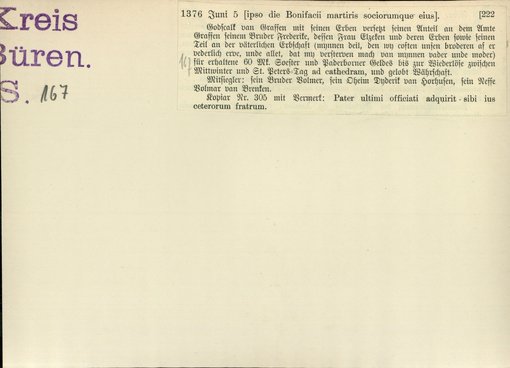 Kreis
Büren.
S. 167
1376 Juni 5 [ipso die Bonifacii martiris sociorumque eius]. [222
Godscalk van Graffen mit seinen Erben versetzt seinen Anteil an dem Amte
Graffen seinem Bruder Frederike, dessen Frau Elzeken und deren Erben sowie seinen
Teil an der väterlichen Erbschaft (mynnen deil, den wy costen unsen broderen af er
vederlich erve, unde allet, dat my versterven mach van mynnen vader unde moder)
für erhaltene 60 Mk. Soester und Paderborner Geldes bis zur Wiederlöse zwischen
Mittwinter und St. Peters-Tag ad cathedram, und gelobt Währschaft.
Mitsiegler: sein Bruder Volmer, sein Oheim Dyderik van Horhusen, sein Neffe
Volmar van Brenken.
Kopiar Nr. 305 mit Vermerk: Pater ultimi officiati adquirit sibi ius
ceterorum fratrum.
167